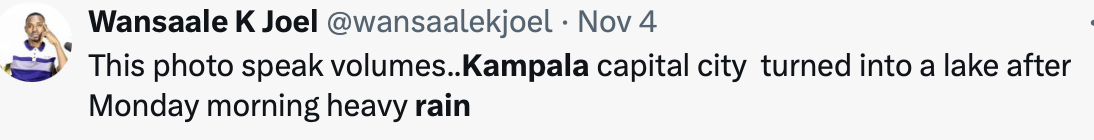 Wansaale K Joel @wansaalekjoel · Nov 4
This photo speak volumes..Kampala capital city  turned into a lake after
Monday morning heavy rain